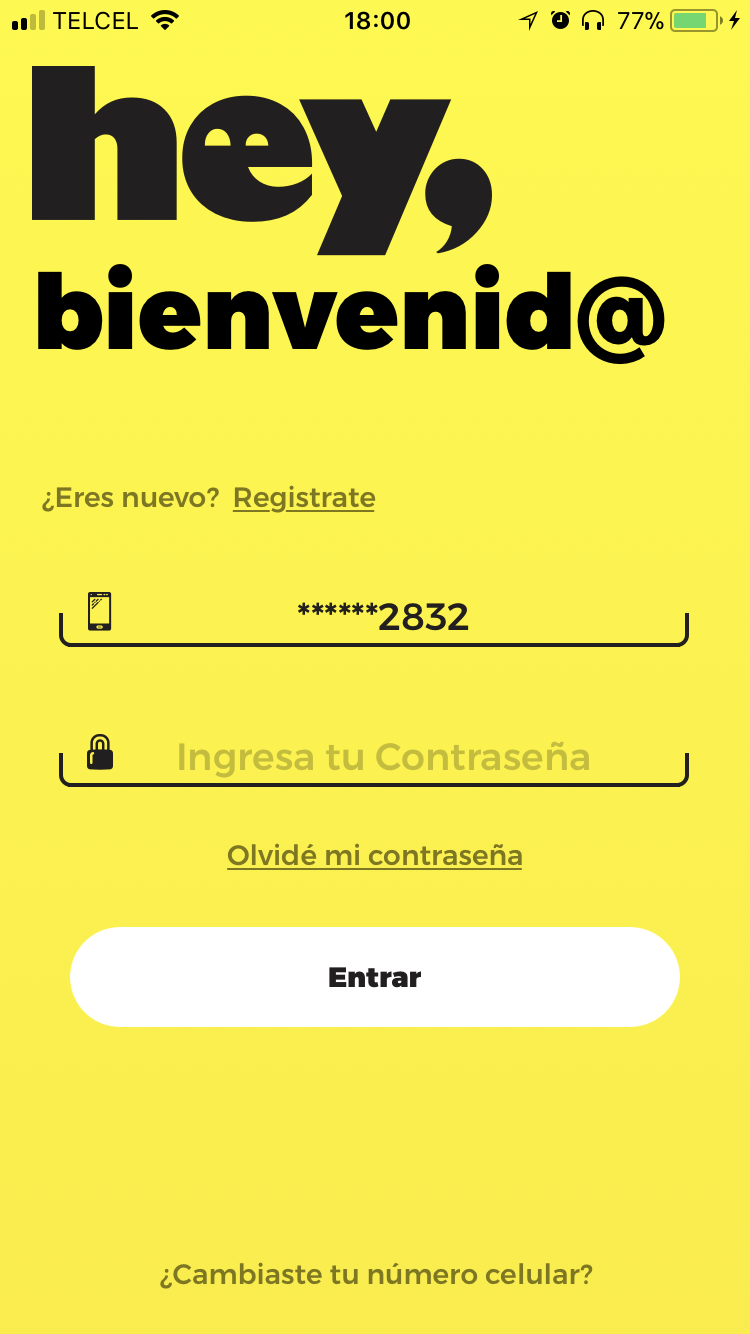 TELCEL 18:00 77%
hey,
bienvenid@
¿Eres nuevo? Registrate
******2832
Ingresa tu Contraseña
Olvidé mi contraseña
Entrar
¿Cambiaste tu número celular?